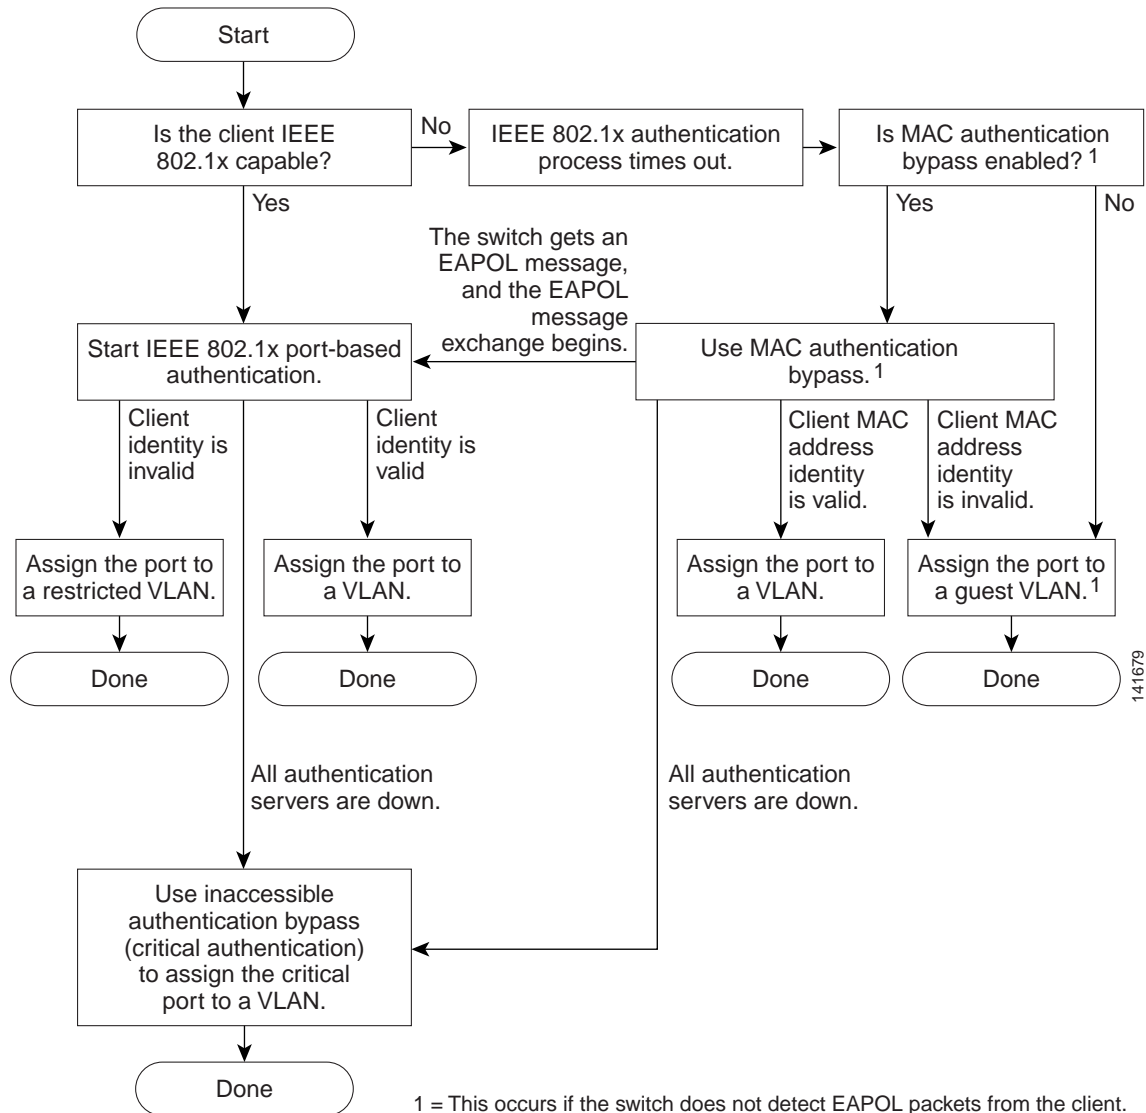 Start
Is the client IEEE
802.1x capable?
No
IEEE 802.1x authentication
process times out.
Is MAC authentication
bypass enabled? 1
Yes
Yes
No
The switch gets an
EAPOL message,
and the EAPOL
message
exchange begins.
Start IEEE 802.1x port-based
authentication.
Use MAC authentication
bypass. 1
Client
identity is
invalid
Client
identity is
valid
Client MAC
address
identity
is valid.
Client MAC
address
identity
is invalid.
Assign the port to
a restricted VLAN.
Assign the port to
a VLAN.
Assign the port to
a VLAN.
Assign the port to
a guest VLAN. 1
Done
Done
Done
Done
141679
All authentication
servers are down.
All authentication
servers are down.
Use inaccessible
authentication bypass
(critical authentication)
to assign the critical
port to a VLAN.
Done
1 = This occurs if the switch does not detect EAPOL packets from the client.